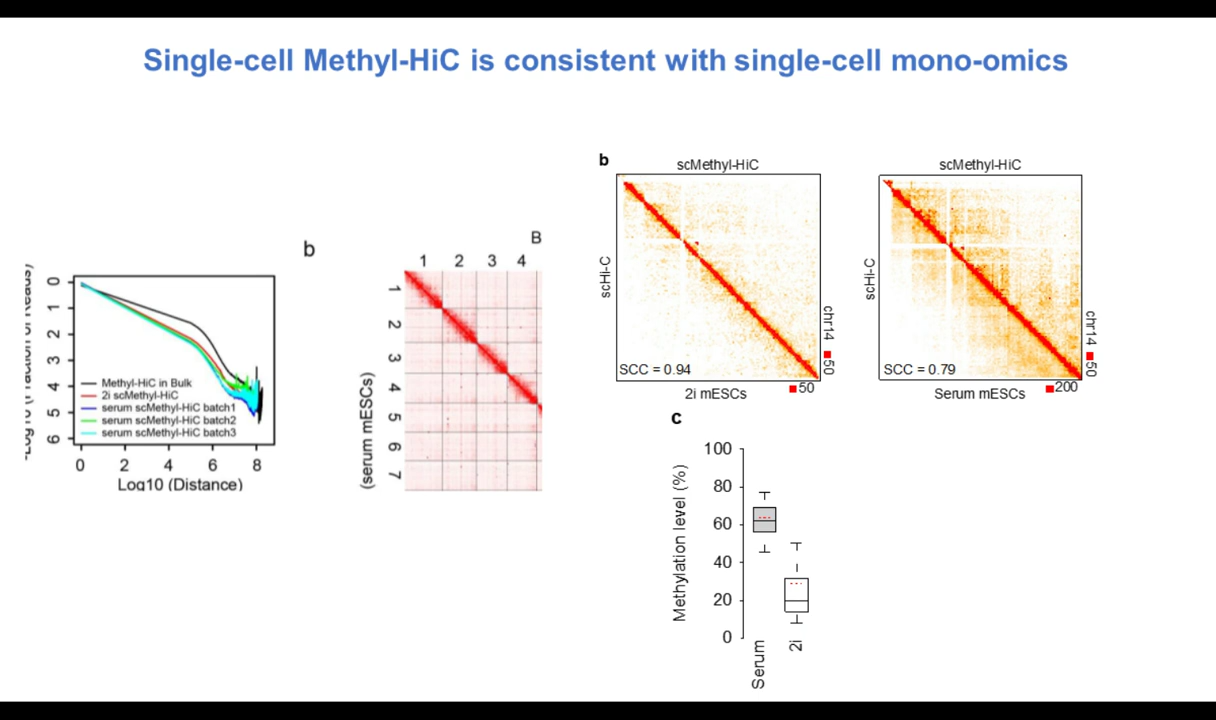 Single-cell Methyl-HiC is consistent with single-cell mono-omics
b
scMethyl-HiC
scMethyl-HiC
scHi-C
scHi-C
chr14
50
chr14
50
SCC = 0.94
SCC = 0.79
50
200
2i mESCs
Serum mESCs
b
B
1 2 3 4
1
2
3
4
5
6
7
(serum mESCs)
0
1
2
3
4
5
6
Methyl-HiC in Bulk
2i scMethyl-HiC
serum scMethyl-HiC batch1
serum scMethyl-HiC batch2
serum scMethyl-HiC batch3
0 2 4 6 8
Log10 (Distance)
c
Methylation level (%)
100
80
60
40
20
0
Serum
2i